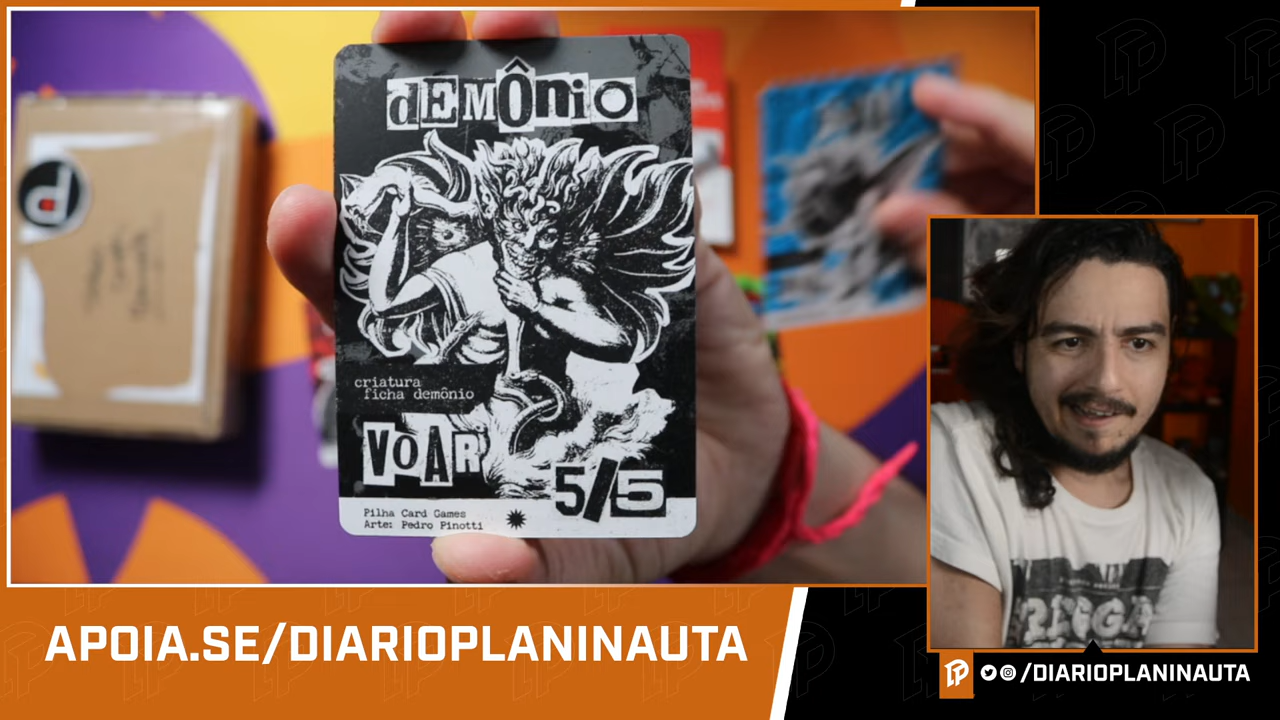 dEMÔniO
criatura
ficha demônio
VOAR
5/5
Pilha Card Games
Arte: Pedro Pinotti
APOIA.SE/DIARIOPLANINAUTA
/DIARIOPLANINAUTA